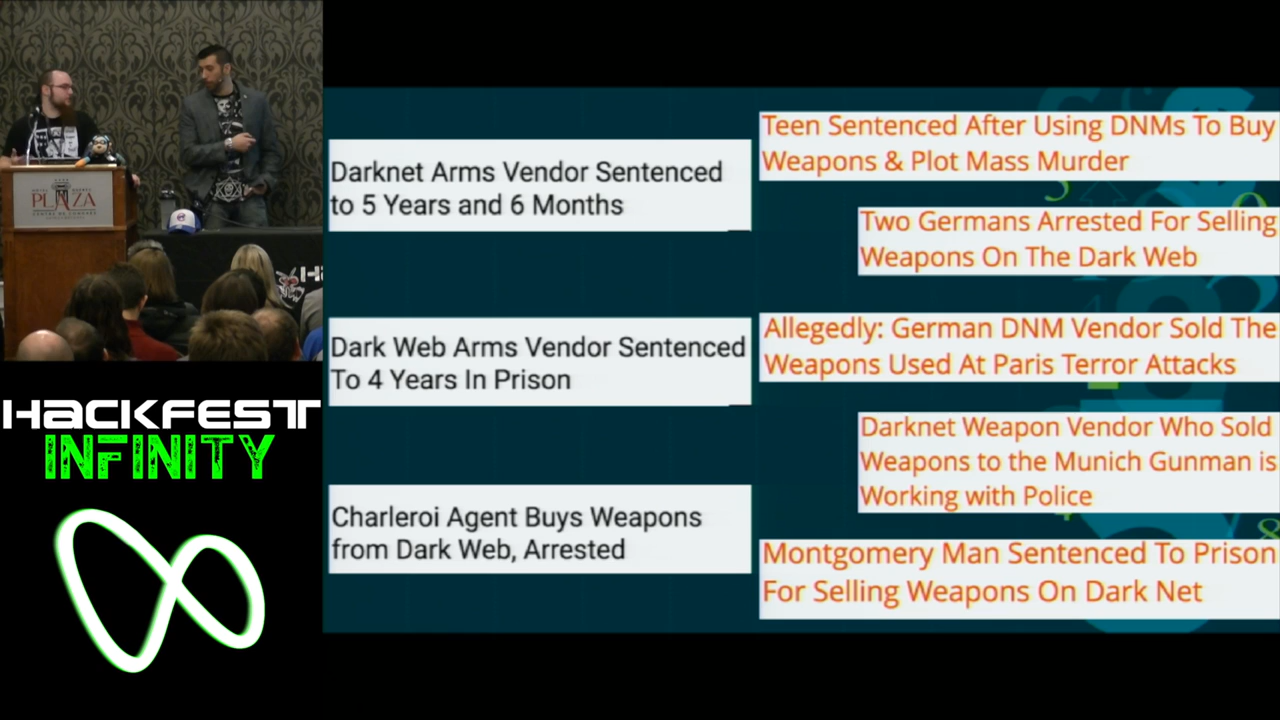 PLAZA
HACKFEST
INFINITY
Darknet Arms Vendor Sentenced
to 5 Years and 6 Months
Dark Web Arms Vendor Sentenced
To 4 Years In Prison
Charleroi Agent Buys Weapons
from Dark Web, Arrested
Teen Sentenced After Using DNMs To Buy
Weapons & Plot Mass Murder
Two Germans Arrested For Selling
Weapons On The Dark Web
Allegedly: German DNM Vendor Sold The
Weapons Used At Paris Terror Attacks
Darknet Weapon Vendor Who Sold
Weapons to the Munich Gunman is
Working with Police
Montgomery Man Sentenced To Prison
For Selling Weapons On Dark Net